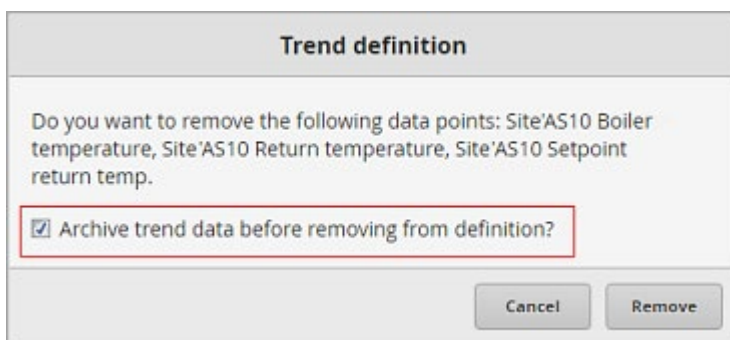 Trend definition
Do you want to remove the following data points: Site'AS10 Boiler
temperature, Site'AS10 Return temperature, Site'AS10 Setpoint
return temp.
Archive trend data before removing from definition?
Cancel Remove